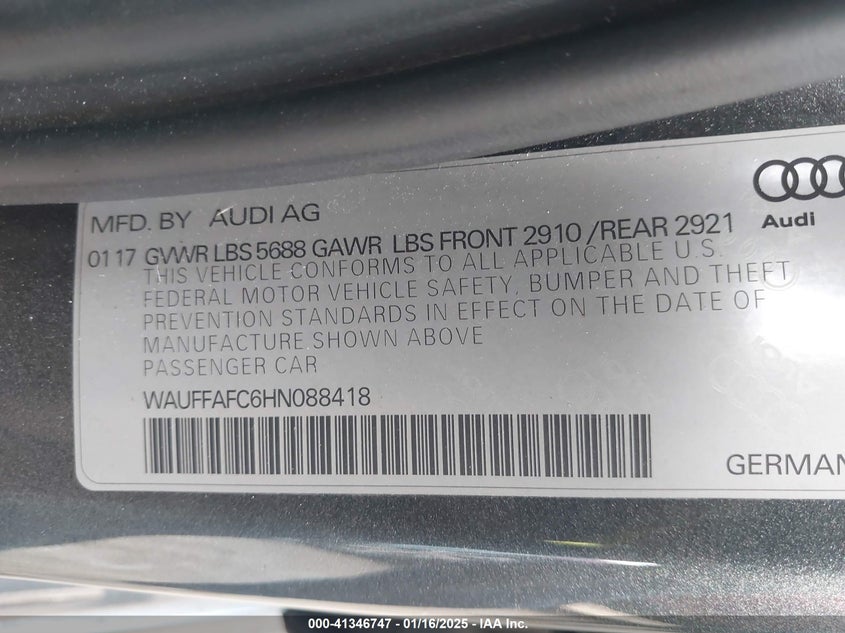 MFD. BY AUDI AG
Audi
01 17 GVWR LBS 5688 GAWR LBS FRONT 2910 /REAR 2921
THIS VEHICLE CONFORMS TO ALL APPLICABLE U.S.
FEDERAL MOTOR VEHICLE SAFETY, BUMPER AND THEFT
PREVENTION STANDARDS IN EFFECT ON THE DATE OF
MANUFACTURE SHOWN ABOVE
PASSENGER CAR
WAUFFAFC6HN088418
GERMAN
000-41346747 - 01/16/2025 - IAA Inc.